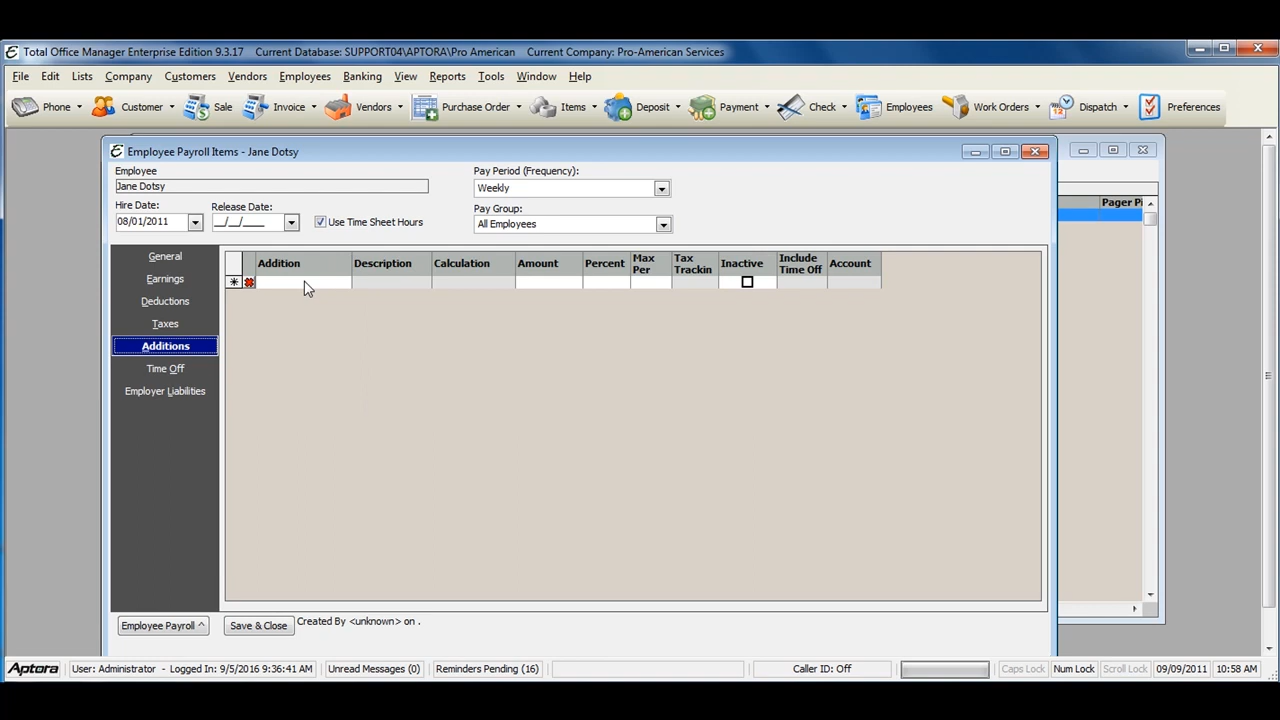 Total Office Manager Enterprise Edition 9.3.17 Current Database: SUPPORT04\APTORA\Pro American Current Company: Pro-American Services
File Edit Lists Company Customers Vendors Employees Banking View Reports Tools Window Help
Phone Customer Sale Invoice Vendors Purchase Order Items Deposit Payment Check Employees Work Orders Dispatch Preferences
Employee Payroll Items - Jane Dotsy
Employee Pay Period (Frequency):
Jane Dotsy Weekly
Hire Date: Release Date: Pay Group:
08/01/2011 __/__/____ Use Time Sheet Hours All Employees
Pager Pi
General
Earnings
Deductions
Taxes
Additions
Time Off
Employer Liabilities
Addition Description Calculation Amount Percent Max Per Tax Trackin Inactive Include Time Off Account
Employee Payroll ^ Save & Close Created By <unknown> on .
Aptora User: Administrator - Logged In: 9/5/2016 9:36:41 AM Unread Messages (0) Reminders Pending (16) Caller ID: Off Caps Lock Num Lock Scroll Lock 09/09/2011 10:58 AM